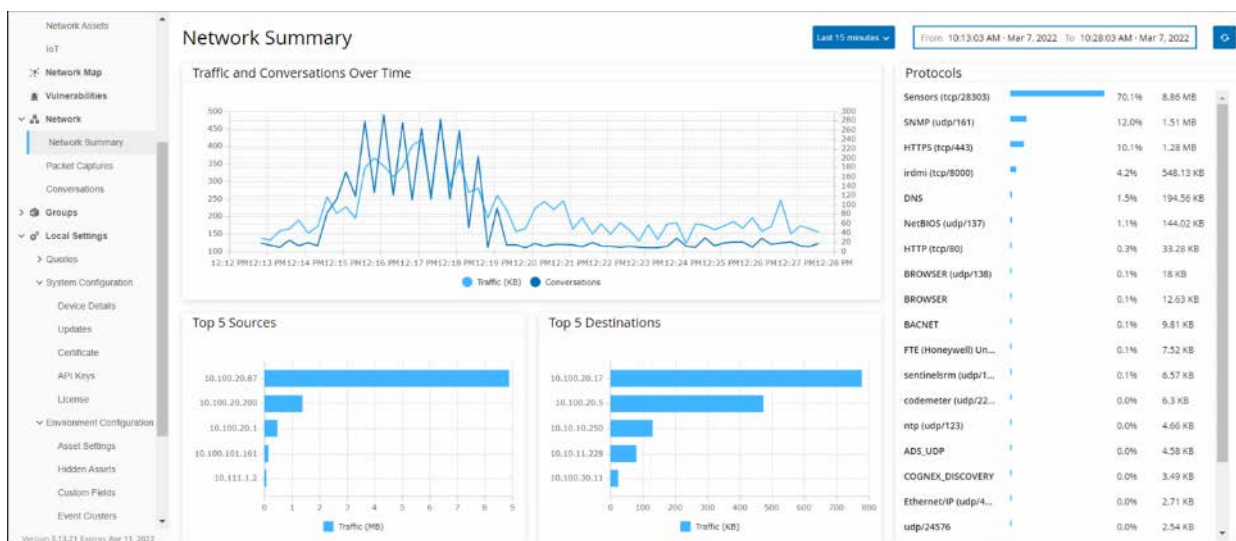 Network Assets
IoT
Network Map
Vulnerabilities
Network
Network Summary
Packet Captures
Conversations
Groups
Local Settings
Queries
System Configuration
Device Details
Updates
Certificate
API Keys
License
Environment Configuration
Asset Settings
Hidden Assets
Custom Fields
Event Clusters
Version 3.13.21 Expires Apr 11, 2022
Network Summary
Last 15 minutes
From 10:13:03 AM - Mar 7, 2022 To 10:28:03 AM - Mar 7, 2022
Traffic and Conversations Over Time
500
450
400
350
300
250
200
150
100
300
280
260
240
220
200
180
160
140
120
100
80
60
40
20
0
12:12 PM 12:13 PM 12:14 PM 12:15 PM 12:16 PM 12:17 PM 12:18 PM 12:19 PM 12:20 PM 12:21 PM 12:22 PM 12:23 PM 12:24 PM 12:25 PM 12:26 PM 12:27 PM 12:28 PM
Traffic (KB) Conversations
Top 5 Sources
10.100.20.87
10.100.20.200
10.100.20.1
10.100.101.161
10.111.1.2
0 1 2 3 4 5 6 7 8 9
Traffic (MB)
Top 5 Destinations
10.100.20.17
10.100.20.5
10.10.10.250
10.10.11.228
10.100.30.11
0 100 200 300 400 500 600 700 800
Traffic (KB)
Protocols
Sensors (tcp/28303) 70.1% 8.86 MB
SNMP (udp/161) 12.0% 1.51 MB
HTTPS (tcp/443) 10.1% 1.28 MB
irdmi (tcp/8000) 4.2% 548.13 KB
DNS 1.5% 194.56 KB
NetBIOS (udp/137) 1.1% 144.02 KB
HTTP (tcp/80) 0.3% 33.28 KB
BROWSER (udp/138) 0.1% 18 KB
BROWSER 0.1% 12.63 KB
BACNET 0.1% 9.81 KB
FTE (Honeywell) Un... 0.1% 7.52 KB
sentinelsrm (udp/1... 0.1% 6.57 KB
codemeter (udp/22... 0.0% 6.3 KB
ntp (udp/123) 0.0% 4.66 KB
ADS_UDP 0.0% 4.58 KB
COGNEX_DISCOVERY 0.0% 3.49 KB
Ethernet/IP (udp/4... 0.0% 2.71 KB
udp/24576 0.0% 2.54 KB